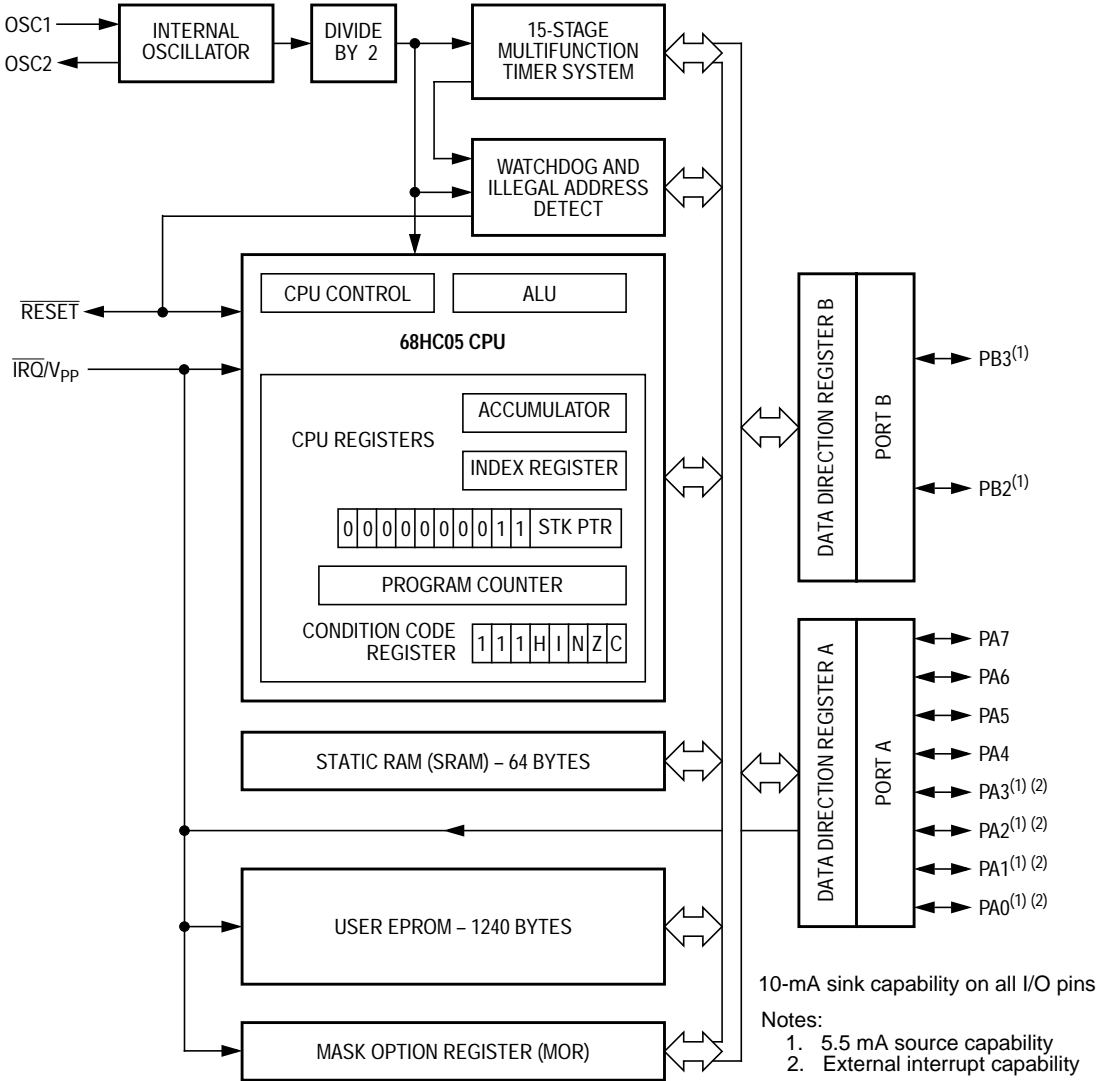 OSC1
OSC2
INTERNAL
OSCILLATOR
DIVIDE
BY 2
15-STAGE
MULTIFUNCTION
TIMER SYSTEM
WATCHDOG AND
ILLEGAL ADDRESS
DETECT
RESET
IRQ/VPP
CPU CONTROL
ALU
68HC05 CPU
ACCUMULATOR
CPU REGISTERS
INDEX REGISTER
0 0 0 0 0 0 0 0 1 1 STK PTR
PROGRAM COUNTER
CONDITION CODE
REGISTER
1 1 1 H I N Z C
STATIC RAM (SRAM) – 64 BYTES
USER EPROM – 1240 BYTES
MASK OPTION REGISTER (MOR)
DATA DIRECTION REGISTER B
PORT B
PB3(1)
PB2(1)
DATA DIRECTION REGISTER A
PORT A
PA7
PA6
PA5
PA4
PA3(1) (2)
PA2(1) (2)
PA1(1) (2)
PA0(1) (2)
10-mA sink capability on all I/O pins
Notes:
1. 5.5 mA source capability
2. External interrupt capability